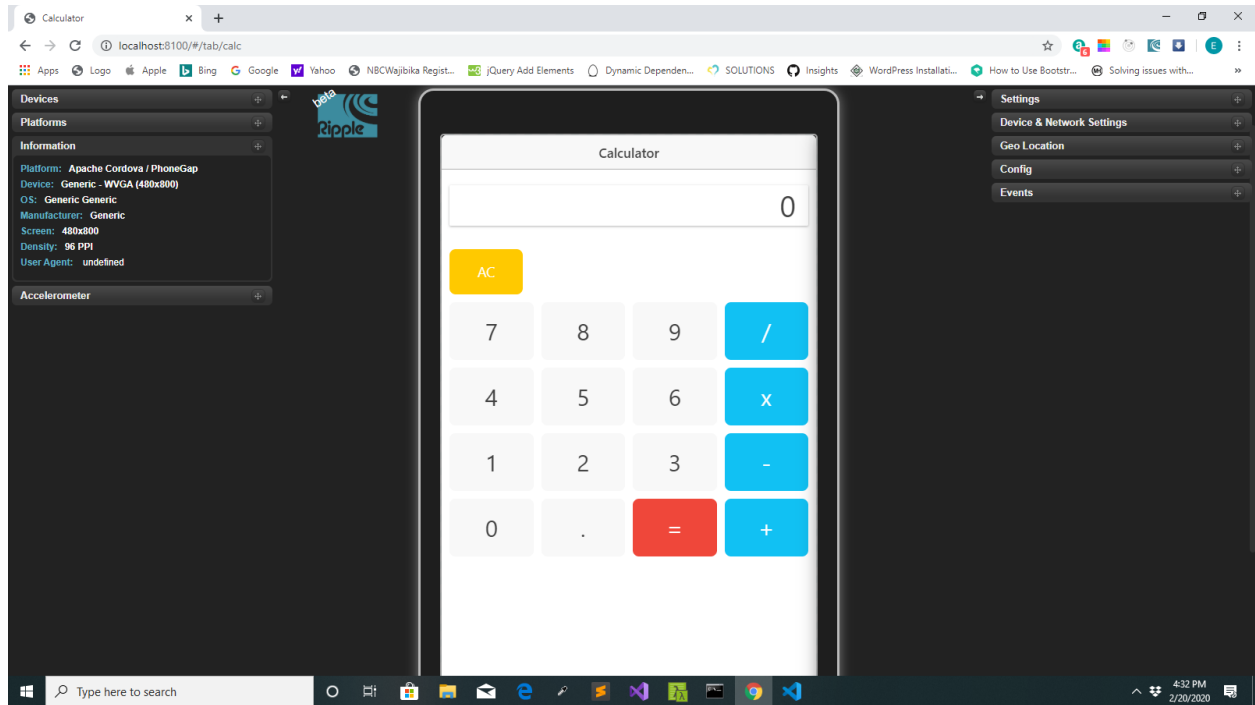 Calculator
localhost:8100/#/tab/calc
E
6
Apps Logo Apple Bing Google Yahoo NBCWajibika Regist... jQuery Add Elements Dynamic Dependen... SOLUTIONS Insights WordPress Installati... How to Use Bootstr... Solving issues with... »
Devices
Platforms
Information
Platform: Apache Cordova / PhoneGap
Device: Generic - WVGA (480x800)
OS: Generic Generic
Manufacturer: Generic
Screen: 480x800
Density: 96 PPI
User Agent: undefined
Accelerometer
beta
Ripple
Calculator
0
AC
7 8 9 /
4 5 6 x
1 2 3 -
0 . = +
Settings
Device & Network Settings
Geo Location
Config
Events
Type here to search
4:32 PM
2/20/2020